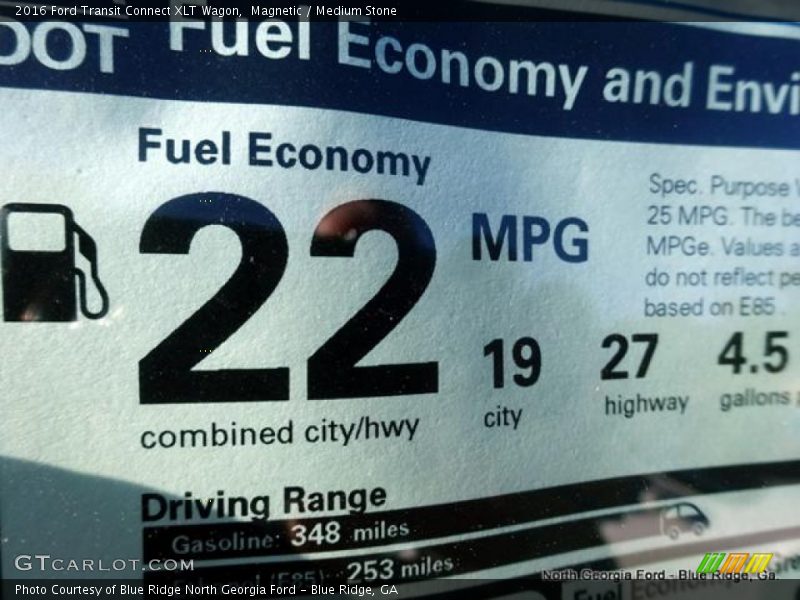 2016 Ford Transit Connect XLT Wagon, Magnetic / Medium Stone
DOT Fuel Economy and Envi
Fuel Economy
22 MPG
combined city/hwy
19
city
27
highway
4.5
gallons
Spec. Purpose
25 MPG. The be
MPGe. Values a
do not reflect pe
based on E85.
Driving Range
Gasoline: 348 miles
(E85) 253 miles
Fuel Economy
GTCARLOT.COM
North Georgia Ford - Blue Ridge, Ga.
Photo Courtesy of Blue Ridge North Georgia Ford - Blue Ridge, GA